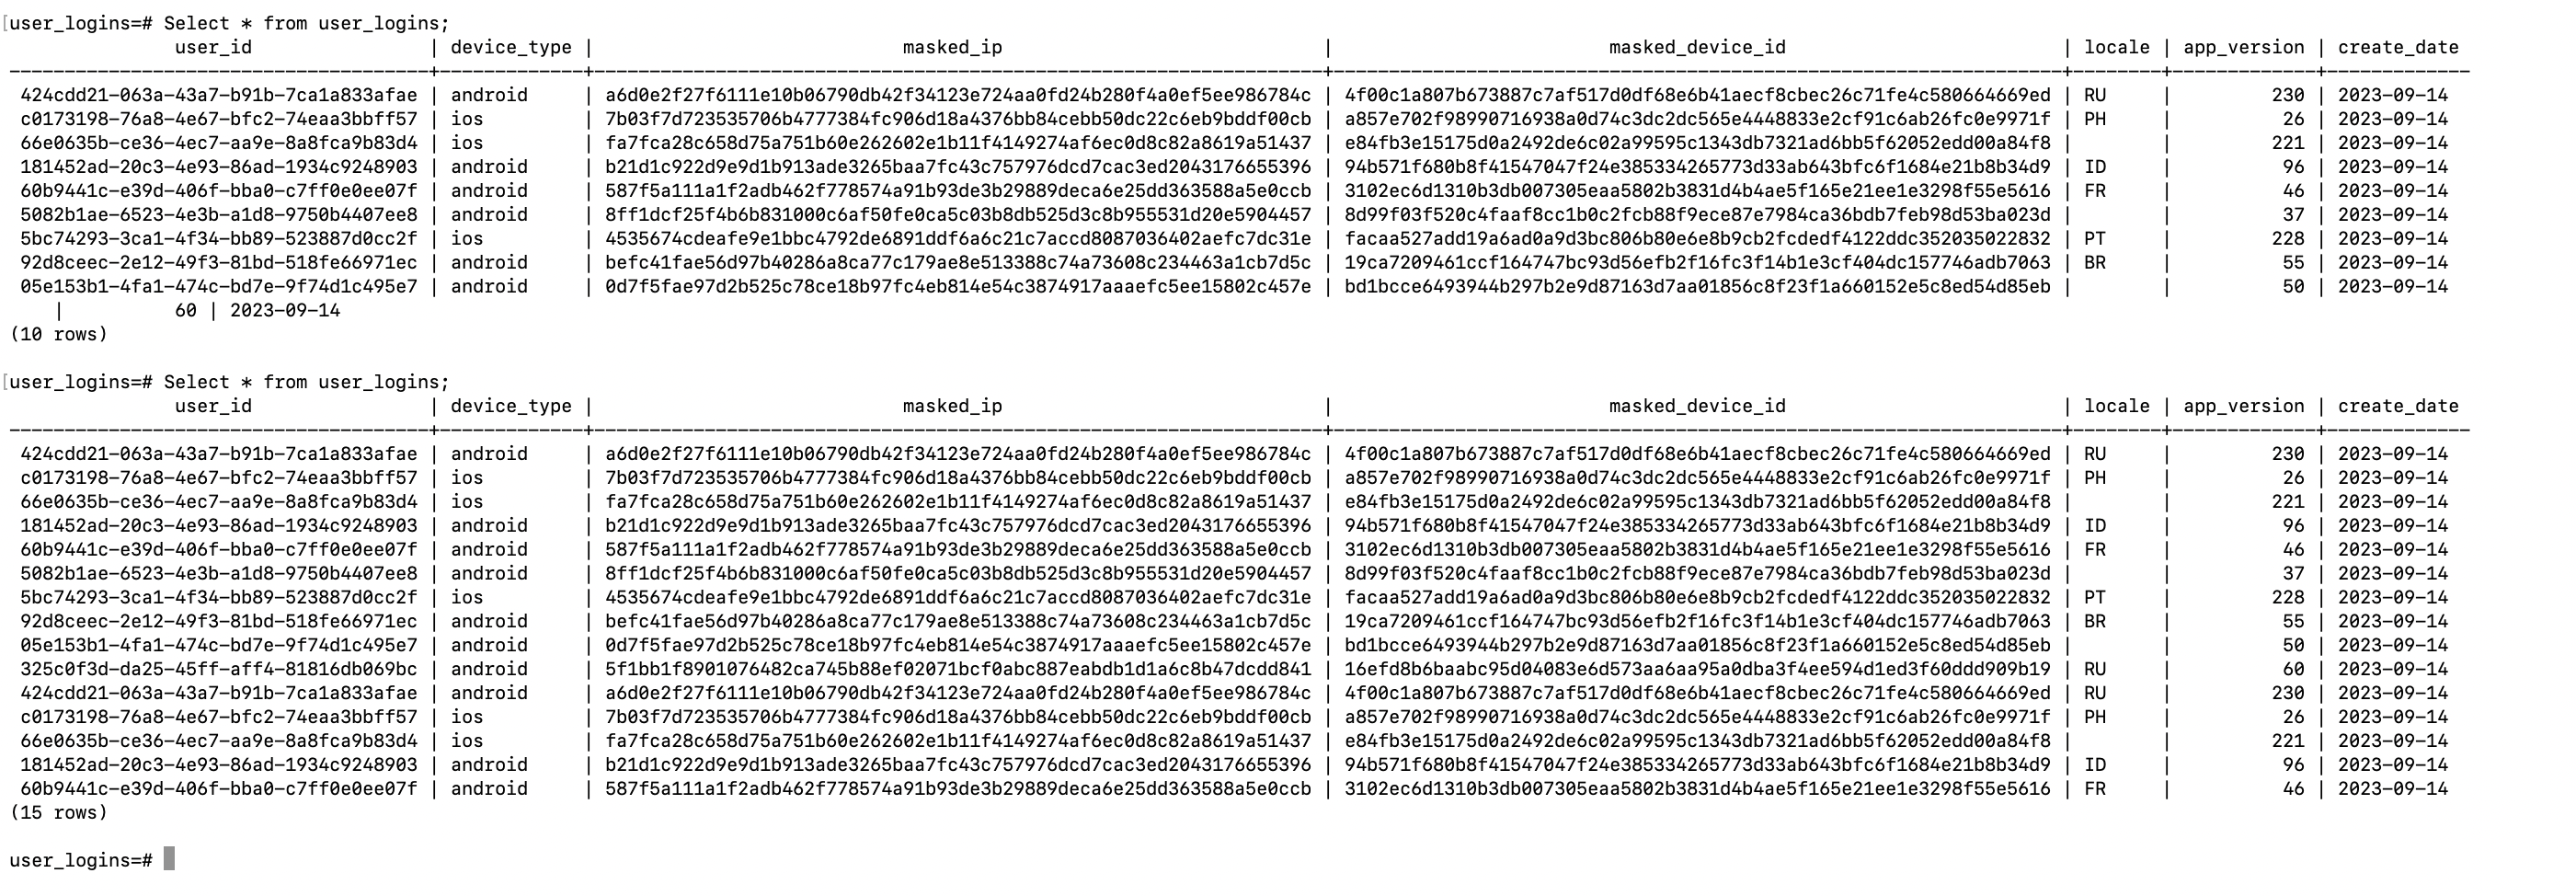 [user_logins=# Select * from user_logins;
user_id | device_type | masked_ip | masked_device_id | locale | app_version | create_date
--------------------------------------+-------------+------------------------------------------------------------------+------------------------------------------------------------------+--------+-------------+-------------
424cdd21-063a-43a7-b91b-7ca1a833afae | android | a6d0e2f27f6111e10b06790db42f34123e724aa0fd24b280f4a0ef5ee986784c | 4f00c1a807b673887c7af517d0df68e6b41aecf8cbec26c71fe4c580664669ed | RU | 230 | 2023-09-14
c0173198-76a8-4e67-bfc2-74eaa3bbff57 | ios | 7b03f7d723535706b4777384fc906d18a4376bb84cebb50dc22c6eb9bddf00cb | a857e702f98990716938a0d74c3dc2dc565e4448833e2cf91c6ab26fc0e9971f | PH | 26 | 2023-09-14
66e0635b-ce36-4ec7-aa9e-8a8fca9b83d4 | ios | fa7fca28c658d75a751b60e262602e1b11f4149274af6ec0d8c82a8619a51437 | e84fb3e15175d0a2492de6c02a99595c1343db7321ad6bb5f62052edd00a84f8 | | 221 | 2023-09-14
181452ad-20c3-4e93-86ad-1934c9248903 | android | b21d1c922d9e9d1b913ade3265baa7fc43c757976dcd7cac3ed2043176655396 | 94b571f680b8f41547047f24e385334265773d33ab643bfc6f1684e21b8b34d9 | ID | 96 | 2023-09-14
60b9441c-e39d-406f-bba0-c7ff0e0ee07f | android | 587f5a111a1f2adb462f778574a91b93de3b29889deca6e25dd363588a5e0ccb | 3102ec6d1310b3db007305eaa5802b3831d4b4ae5f165e21ee1e3298f55e5616 | FR | 46 | 2023-09-14
5082b1ae-6523-4e3b-a1d8-9750b4407ee8 | android | 8ff1dcf25f4b6b831000c6af50fe0ca5c03b8db525d3c8b955531d20e5904457 | 8d99f03f520c4faaf8cc1b0c2fcb88f9ece87e7984ca36bdb7feb98d53ba023d | | 37 | 2023-09-14
5bc74293-3ca1-4f34-bb89-523887d0cc2f | ios | 4535674cdeafe9e1bbc4792de6891ddf6a6c21c7accd8087036402aefc7dc31e | facaa527add19a6ad0a9d3bc806b80e6e8b9cb2fcdedf4122ddc352035022832 | PT | 228 | 2023-09-14
92d8ceec-2e12-49f3-81bd-518fe66971ec | android | befc41fae56d97b40286a8ca77c179ae8e513388c74a73608c234463a1cb7d5c | 19ca7209461ccf164747bc93d56efb2f16fc3f14b1e3cf404dc157746adb7063 | BR | 55 | 2023-09-14
05e153b1-4fa1-474c-bd7e-9f74d1c495e7 | android | 0d7f5fae97d2b525c78ce18b97fc4eb814e54c3874917aaaefc5ee15802c457e | bd1bcce6493944b297b2e9d87163d7aa01856c8f23f1a660152e5c8ed54d85eb | | 50 | 2023-09-14
| 60 | 2023-09-14
(10 rows)
[user_logins=# Select * from user_logins;
user_id | device_type | masked_ip | masked_device_id | locale | app_version | create_date
--------------------------------------+-------------+------------------------------------------------------------------+------------------------------------------------------------------+--------+-------------+-------------
424cdd21-063a-43a7-b91b-7ca1a833afae | android | a6d0e2f27f6111e10b06790db42f34123e724aa0fd24b280f4a0ef5ee986784c | 4f00c1a807b673887c7af517d0df68e6b41aecf8cbec26c71fe4c580664669ed | RU | 230 | 2023-09-14
c0173198-76a8-4e67-bfc2-74eaa3bbff57 | ios | 7b03f7d723535706b4777384fc906d18a4376bb84cebb50dc22c6eb9bddf00cb | a857e702f98990716938a0d74c3dc2dc565e4448833e2cf91c6ab26fc0e9971f | PH | 26 | 2023-09-14
66e0635b-ce36-4ec7-aa9e-8a8fca9b83d4 | ios | fa7fca28c658d75a751b60e262602e1b11f4149274af6ec0d8c82a8619a51437 | e84fb3e15175d0a2492de6c02a99595c1343db7321ad6bb5f62052edd00a84f8 | | 221 | 2023-09-14
181452ad-20c3-4e93-86ad-1934c9248903 | android | b21d1c922d9e9d1b913ade3265baa7fc43c757976dcd7cac3ed2043176655396 | 94b571f680b8f41547047f24e385334265773d33ab643bfc6f1684e21b8b34d9 | ID | 96 | 2023-09-14
60b9441c-e39d-406f-bba0-c7ff0e0ee07f | android | 587f5a111a1f2adb462f778574a91b93de3b29889deca6e25dd363588a5e0ccb | 3102ec6d1310b3db007305eaa5802b3831d4b4ae5f165e21ee1e3298f55e5616 | FR | 46 | 2023-09-14
5082b1ae-6523-4e3b-a1d8-9750b4407ee8 | android | 8ff1dcf25f4b6b831000c6af50fe0ca5c03b8db525d3c8b955531d20e5904457 | 8d99f03f520c4faaf8cc1b0c2fcb88f9ece87e7984ca36bdb7feb98d53ba023d | | 37 | 2023-09-14
5bc74293-3ca1-4f34-bb89-523887d0cc2f | ios | 4535674cdeafe9e1bbc4792de6891ddf6a6c21c7accd8087036402aefc7dc31e | facaa527add19a6ad0a9d3bc806b80e6e8b9cb2fcdedf4122ddc352035022832 | PT | 228 | 2023-09-14
92d8ceec-2e12-49f3-81bd-518fe66971ec | android | befc41fae56d97b40286a8ca77c179ae8e513388c74a73608c234463a1cb7d5c | 19ca7209461ccf164747bc93d56efb2f16fc3f14b1e3cf404dc157746adb7063 | BR | 55 | 2023-09-14
05e153b1-4fa1-474c-bd7e-9f74d1c495e7 | android | 0d7f5fae97d2b525c78ce18b97fc4eb814e54c3874917aaaefc5ee15802c457e | bd1bcce6493944b297b2e9d87163d7aa01856c8f23f1a660152e5c8ed54d85eb | | 50 | 2023-09-14
325c0f3d-da25-45ff-aff4-81816db069bc | android | 5f1bb1f8901076482ca745b88ef02071bcf0abc887eabdb1d1a6c8b47dcdd841 | 16efd8b6baabc95d04083e6d573aa6aa95a0dba3f4ee594d1ed3f60ddd909b19 | RU | 60 | 2023-09-14
424cdd21-063a-43a7-b91b-7ca1a833afae | android | a6d0e2f27f6111e10b06790db42f34123e724aa0fd24b280f4a0ef5ee986784c | 4f00c1a807b673887c7af517d0df68e6b41aecf8cbec26c71fe4c580664669ed | RU | 230 | 2023-09-14
c0173198-76a8-4e67-bfc2-74eaa3bbff57 | ios | 7b03f7d723535706b4777384fc906d18a4376bb84cebb50dc22c6eb9bddf00cb | a857e702f98990716938a0d74c3dc2dc565e4448833e2cf91c6ab26fc0e9971f | PH | 26 | 2023-09-14
66e0635b-ce36-4ec7-aa9e-8a8fca9b83d4 | ios | fa7fca28c658d75a751b60e262602e1b11f4149274af6ec0d8c82a8619a51437 | e84fb3e15175d0a2492de6c02a99595c1343db7321ad6bb5f62052edd00a84f8 | | 221 | 2023-09-14
181452ad-20c3-4e93-86ad-1934c9248903 | android | b21d1c922d9e9d1b913ade3265baa7fc43c757976dcd7cac3ed2043176655396 | 94b571f680b8f41547047f24e385334265773d33ab643bfc6f1684e21b8b34d9 | ID | 96 | 2023-09-14
60b9441c-e39d-406f-bba0-c7ff0e0ee07f | android | 587f5a111a1f2adb462f778574a91b93de3b29889deca6e25dd363588a5e0ccb | 3102ec6d1310b3db007305eaa5802b3831d4b4ae5f165e21ee1e3298f55e5616 | FR | 46 | 2023-09-14
(15 rows)
user_logins=#